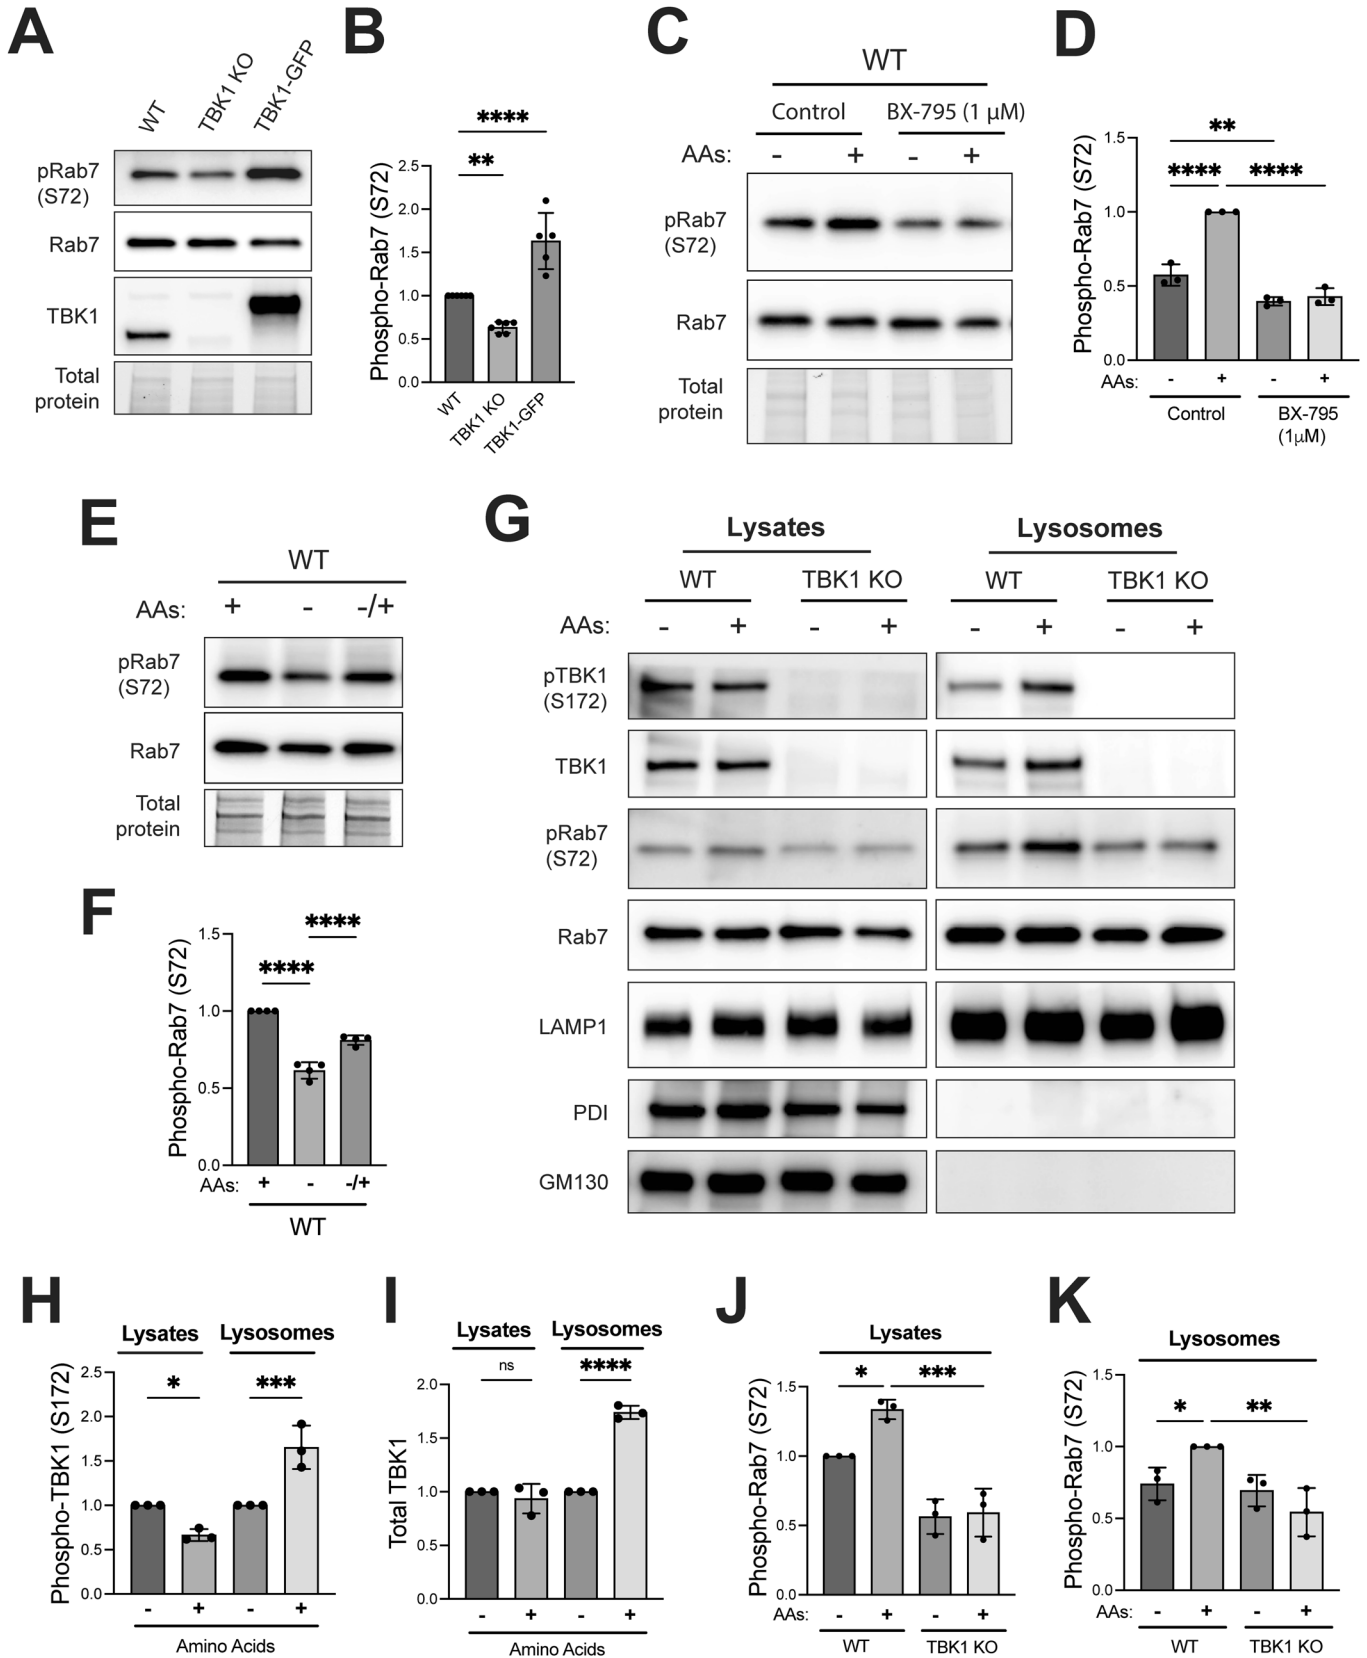 A
WT
TBK1 KO
TBK1-GFP
pRab7
(S72)
Rab7
TBK1
Total
protein
B
****
**
Phospho-Rab7 (S72)
2.5
2.0
1.5
1.0
0.5
0.0
WT
TBK1 KO
TBK1-GFP
C
WT
Control
BX-795 (1 μM)
AAs: - + - +
pRab7
(S72)
Rab7
Total
protein
D
**
**** ****
Phospho-Rab7 (S72)
1.5
1.0
0.5
0.0
AAs: - + - +
Control
BX-795
(1μM)
E
WT
AAs: + - -/+
pRab7
(S72)
Rab7
Total
protein
F
****
****
Phospho-Rab7 (S72)
1.5
1.0
0.5
0.0
AAs: + - -/+
WT
G
Lysates
Lysosomes
WT
TBK1 KO
WT
TBK1 KO
AAs: - + - + - + - +
pTBK1
(S172)
TBK1
pRab7
(S72)
Rab7
LAMP1
PDI
GM130
H
Lysates
Lysosomes
* ***
Phospho-TBK1 (S172)
2.5
2.0
1.5
1.0
0.5
0.0
- + - +
Amino Acids
I
Lysates
Lysosomes
ns ****
Total TBK1
2.0
1.5
1.0
0.5
0.0
- + - +
Amino Acids
J
Lysates
* ***
Phospho-Rab7 (S72)
1.5
1.0
0.5
0.0
AAs: - + - +
WT
TBK1 KO
K
Lysosomes
* **
Phospho-Rab7 (S72)
1.5
1.0
0.5
0.0
AAs: - + - +
WT
TBK1 KO